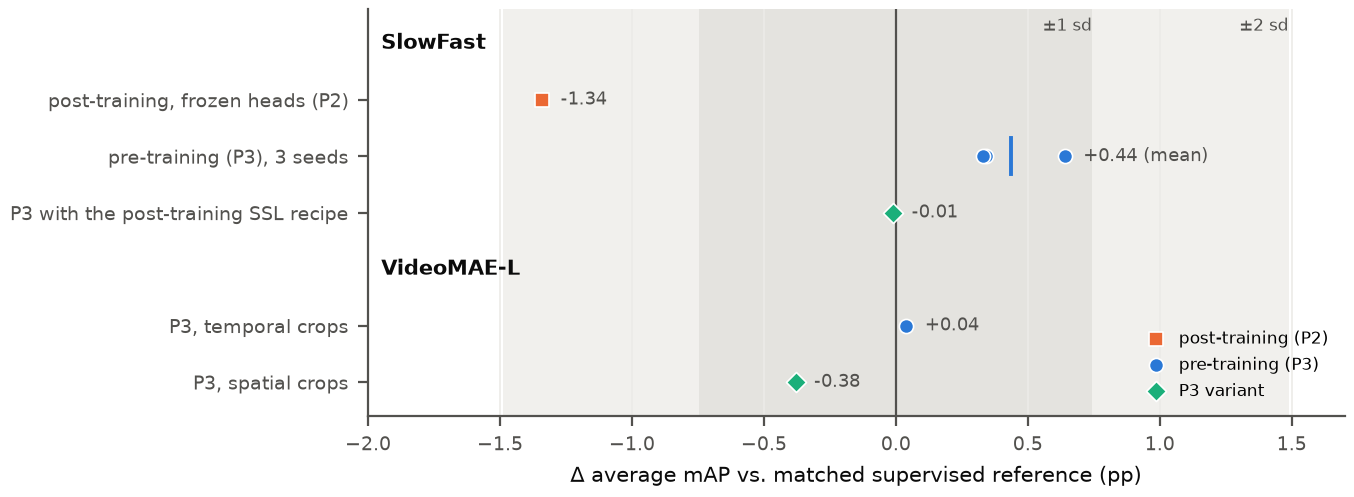 ±1 sd
±2 sd
SlowFast
post-training, frozen heads (P2)
-1.34
pre-training (P3), 3 seeds
+0.44 (mean)
P3 with the post-training SSL recipe
-0.01
VideoMAE-L
P3, temporal crops
+0.04
P3, spatial crops
-0.38
post-training (P2)
pre-training (P3)
P3 variant
−2.0 −1.5 −1.0 −0.5 0.0 0.5 1.0 1.5
Δ average mAP vs. matched supervised reference (pp)